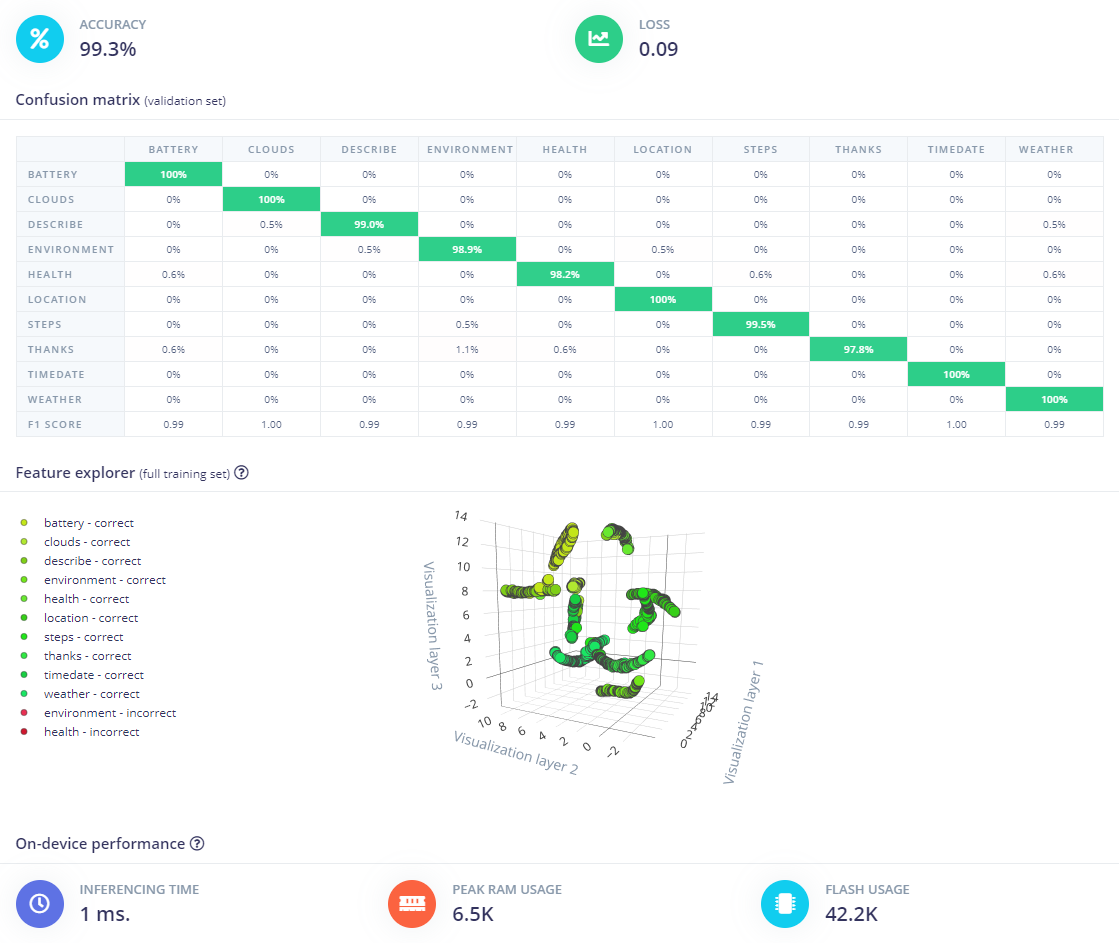 ACCURACY
99.3%
LOSS
0.09
Confusion matrix (validation set)
BATTERY CLOUDS DESCRIBE ENVIRONMENT HEALTH LOCATION STEPS THANKS TIMEDATE WEATHER
BATTERY 100% 0% 0% 0% 0% 0% 0% 0% 0% 0%
CLOUDS 0% 100% 0% 0% 0% 0% 0% 0% 0% 0%
DESCRIBE 0% 0.5% 99.0% 0% 0% 0% 0% 0% 0% 0.5%
ENVIRONMENT 0% 0% 0.5% 98.9% 0% 0.5% 0% 0% 0% 0%
HEALTH 0.6% 0% 0% 0% 98.2% 0% 0.6% 0% 0% 0.6%
LOCATION 0% 0% 0% 0% 0% 100% 0% 0% 0% 0%
STEPS 0% 0% 0% 0.5% 0% 0% 99.5% 0% 0% 0%
THANKS 0.6% 0% 0% 1.1% 0.6% 0% 0% 97.8% 0% 0%
TIMEDATE 0% 0% 0% 0% 0% 0% 0% 0% 100% 0%
WEATHER 0% 0% 0% 0% 0% 0% 0% 0% 0% 100%
F1 SCORE 0.99 1.00 0.99 0.99 0.99 1.00 0.99 0.99 1.00 0.99
Feature explorer (full training set) ?
battery - correct
clouds - correct
describe - correct
environment - correct
health - correct
location - correct
steps - correct
thanks - correct
timedate - correct
weather - correct
environment - incorrect
health - incorrect
14
12
10
8
6
4
2
0
−2
Visualization layer 3
10 8 6 4 2 0 −2
Visualization layer 2
0 2 4 6 8 10 12 14
Visualization layer 1
On-device performance ?
INFERENCING TIME
1 ms.
PEAK RAM USAGE
6.5K
FLASH USAGE
42.2K